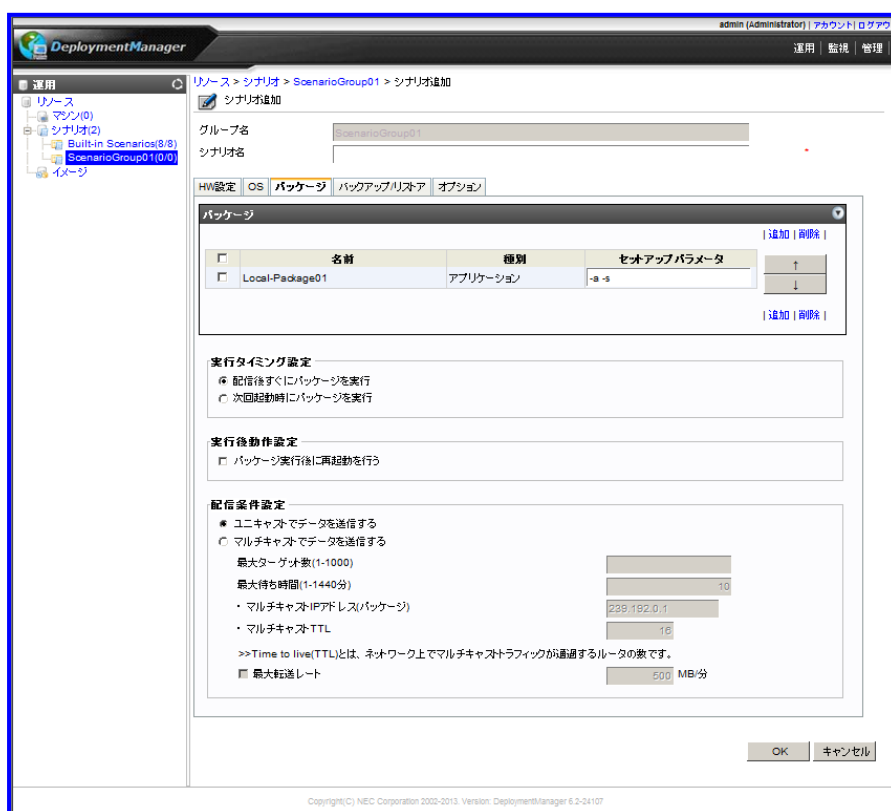 admin (Administrator) | アカウント | ログアウ
DeploymentManager
運用 | 監視 | 管理 |
運用
リソース
マシン(0)
シナリオ(2)
Built-in Scenarios(8/8)
ScenarioGroup01(0/0)
イメージ
リソース > シナリオ > ScenarioGroup01 > シナリオ追加
シナリオ追加
グループ名 ScenarioGroup01
シナリオ名 *
HW設定 OS パッケージ バックアップ/リストア オプション
パッケージ
| 追加 | 削除 |
名前 種別 セットアップパラメータ ↑
Local-Package01 アプリケーション -a -s ↓
| 追加 | 削除 |
実行タイミング設定
配信後すぐにパッケージを実行
次回起動時にパッケージを実行
実行後動作設定
パッケージ実行後に再起動を行う
配信条件設定
ユニキャストでデータを送信する
マルチキャストでデータを送信する
最大ターゲット数(1-1000)
最大待ち時間(1-1440分) 10
・マルチキャストIPアドレス(パッケージ) 239.192.0.1
・マルチキャストTTL 16
>>Time to live(TTL)とは、ネットワーク上でマルチキャストトラフィックが通過するルータの数です。
最大転送レート 500 MB/分
OK キャンセル
Copyright(C) NEC Corporation 2002-2013. Version: DeploymentManager 6.2-24107